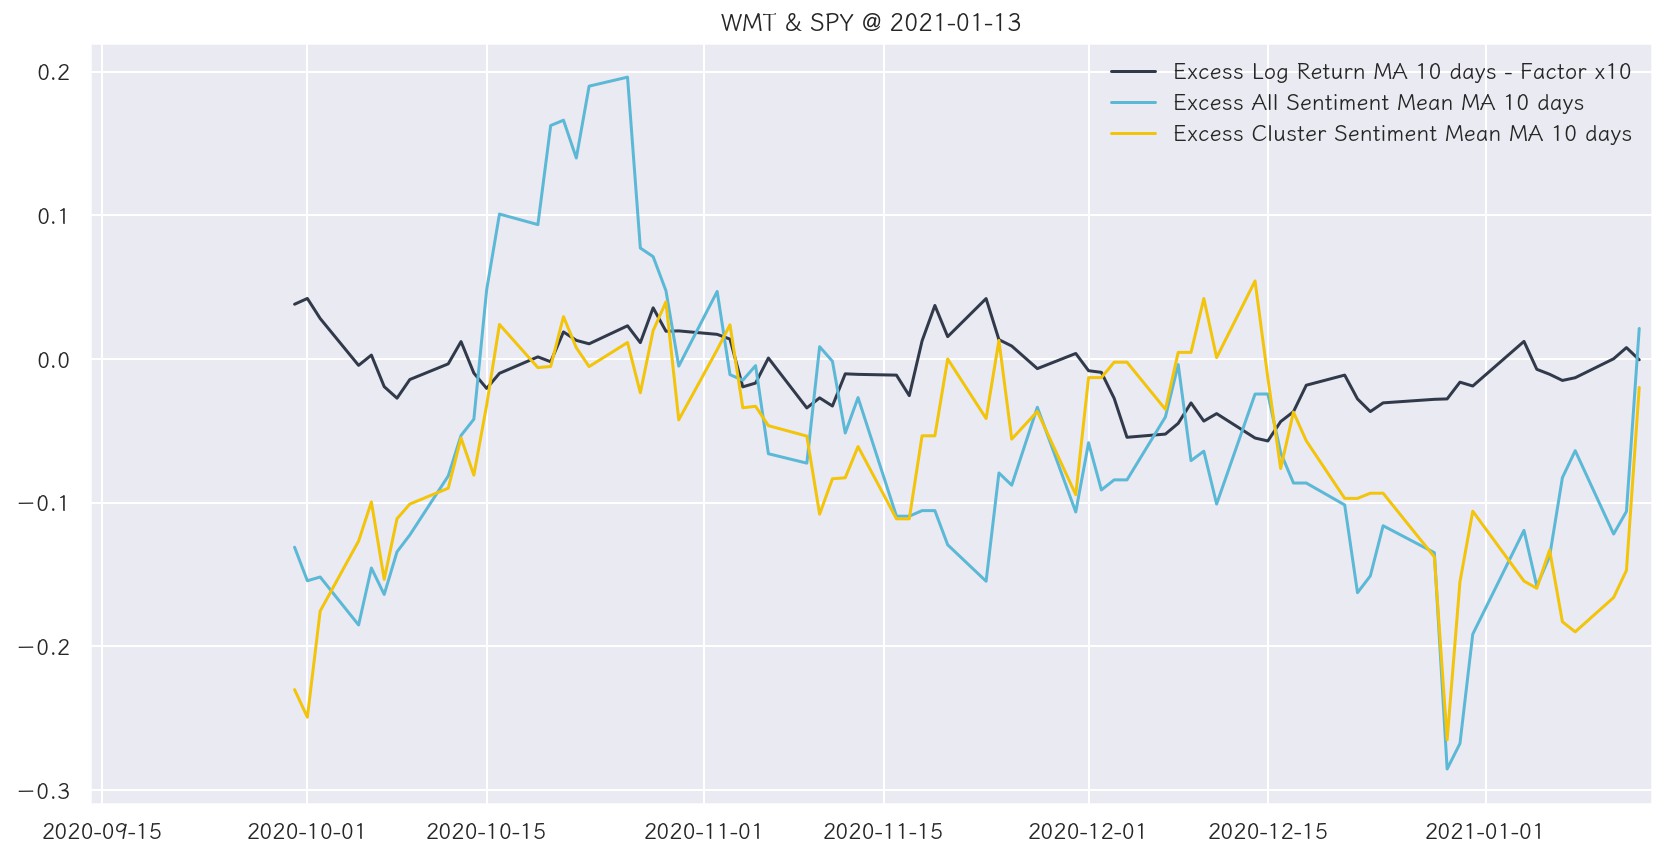 WMT & SPY @ 2021-01-13
Excess Log Return MA 10 days - Factor x10
Excess All Sentiment Mean MA 10 days
Excess Cluster Sentiment Mean MA 10 days
0.2
0.1
0.0
−0.1
−0.2
−0.3
2020-09-15 2020-10-01 2020-10-15 2020-11-01 2020-11-15 2020-12-01 2020-12-15 2021-01-01